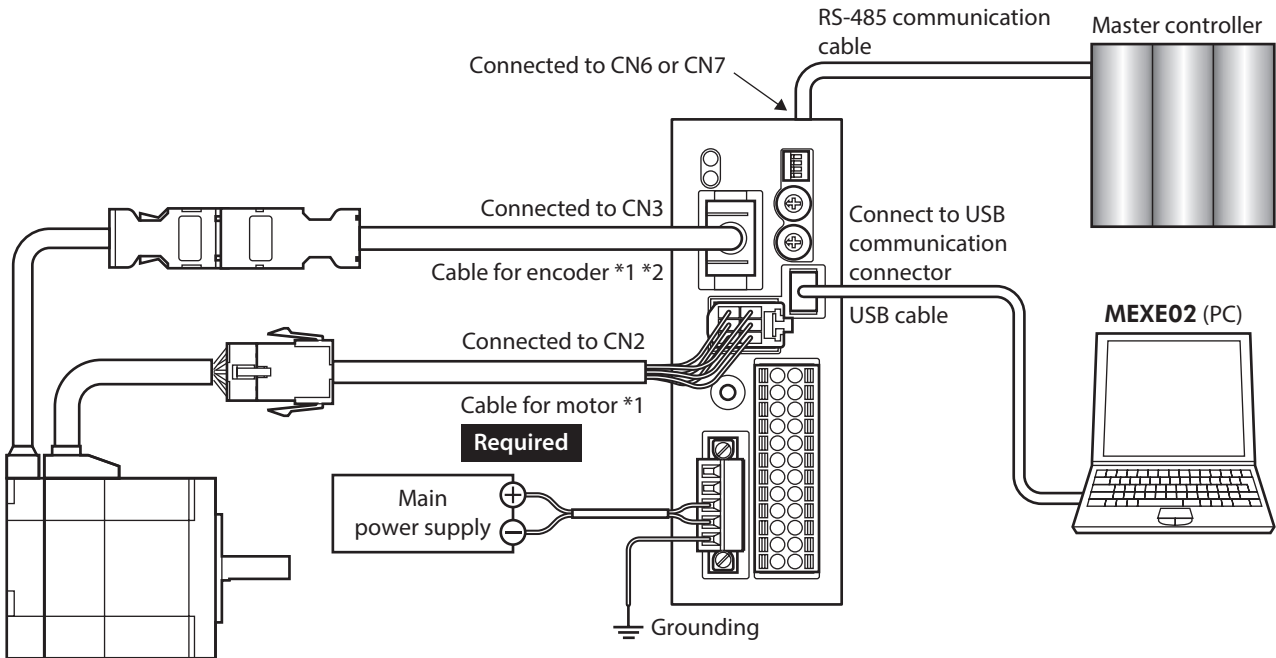 RS-485 communication
cable
Master controller
Connected to CN6 or CN7
Connected to CN3
Cable for encoder *1 *2
Connect to USB
communication
connector
USB cable
MEXE02 (PC)
Connected to CN2
Cable for motor *1
Required
Main
power supply
+
−
Grounding